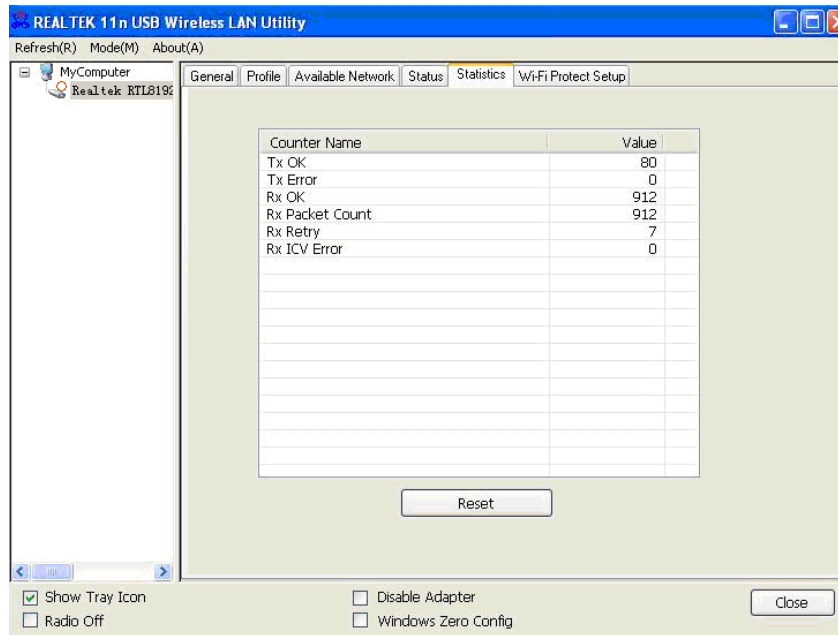 REALTEK 11n USB Wireless LAN Utility
Refresh(R) Mode(M) About(A)
MyComputer
Realtek RTL8192
General Profile Available Network Status Statistics Wi-Fi Protect Setup
Counter Name Value
Tx OK 80
Tx Error 0
Rx OK 912
Rx Packet Count 912
Rx Retry 7
Rx ICV Error 0
Reset
Show Tray Icon Disable Adapter
Close
Radio Off Windows Zero Config